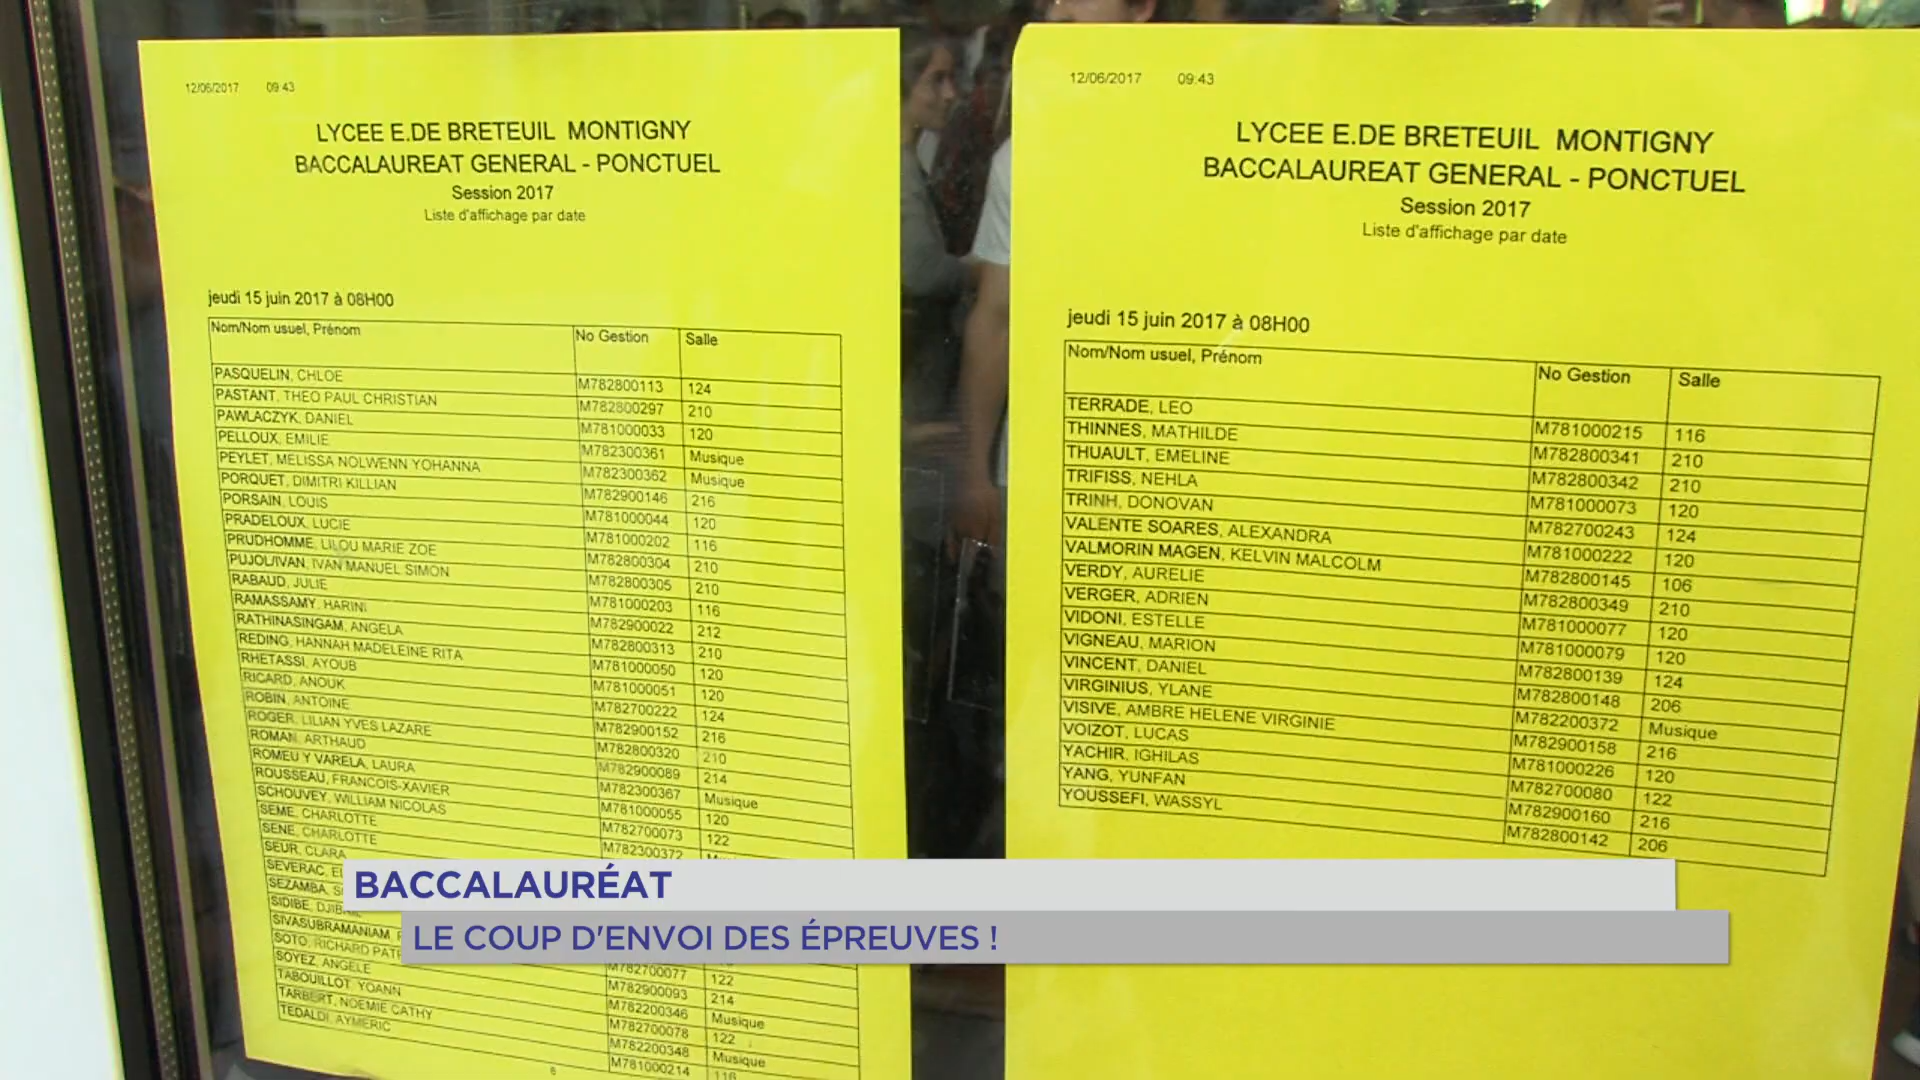 12/06/2017 09:43
LYCEE E.DE BRETEUIL MONTIGNY
BACCALAUREAT GENERAL - PONCTUEL
Session 2017
Liste d'affichage par date
jeudi 15 juin 2017 à 08H00
Nom/Nom usuel, Prénom No Gestion Salle
PASQUELIN, CHLOE M782800113 124
PASTANT, THEO PAUL CHRISTIAN M782800297 210
PAWLACZYK, DANIEL M781000033 120
PELLOUX, EMILIE M782300361 Musique
PEYLET, MELISSA NOLWENN YOHANNA M782300362 Musique
PORQUET, DIMITRI KILLIAN M782900146 216
PORSAIN, LOUIS M781000044 120
PRADELOUX, LUCIE M781000202 116
PRUDHOMME, LILOU MARIE ZOE M782800304 210
PUJOL/IVAN, IVAN MANUEL SIMON M782800305 210
RABAUD, JULIE M781000203 116
RAMASSAMY, HARINI M782900022 212
RATHINASINGAM, ANGELA M782800313 210
REDING, HANNAH MADELEINE RITA M781000050 120
RHETASSI, AYOUB M781000051 120
RICARD, ANOUK M782700222 124
ROBIN, ANTOINE M782900152 216
ROGER, LILIAN YVES LAZARE M782800320 210
ROMAN, ARTHAUD M782900089 214
ROMEU Y VARELA, LAURA M782300367 Musique
ROUSSEAU, FRANCOIS-XAVIER M781000055 120
SCHOUVEY, WILLIAM NICOLAS M782700073 122
SEME, CHARLOTTE M782300372
SENE, CHARLOTTE
SEUR, CLARA
SEVERAC,
SEZAMBA,
SIDIBE,
SIVASUBRAMANIAM,
SOTO, RICHARD M782700077 122
SOYEZ, ANGELE M782900093 214
TABOUILLOT, YOANN M782200346 Musique
TARBERT, NOEMIE CATHY M782700078 122
TEDALDI, AYMERIC M782200348 Musique
M781000214 116
12/06/2017 09:43
LYCEE E.DE BRETEUIL MONTIGNY
BACCALAUREAT GENERAL - PONCTUEL
Session 2017
Liste d'affichage par date
jeudi 15 juin 2017 à 08H00
Nom/Nom usuel, Prénom No Gestion Salle
TERRADE, LEO M781000215 116
THINNES, MATHILDE M782800341 210
THUAULT, EMELINE M782800342 210
TRIFISS, NEHLA M781000073 120
TRINH, DONOVAN M782700243 124
VALENTE SOARES, ALEXANDRA M781000222 120
VALMORIN MAGEN, KELVIN MALCOLM M782800145 106
VERDY, AURELIE M782800349 210
VERGER, ADRIEN M781000077 120
VIDONI, ESTELLE M781000079 120
VIGNEAU, MARION M782800139 124
VINCENT, DANIEL M782800148 206
VIRGINIUS, YLANE M782200372 Musique
VISIVE, AMBRE HELENE VIRGINIE M782900158 216
VOIZOT, LUCAS M781000226 120
YACHIR, IGHILAS M782700080 122
YANG, YUNFAN M782900160 216
YOUSSEFI, WASSYL M782800142 206
BACCALAURÉAT
LE COUP D'ENVOI DES ÉPREUVES !